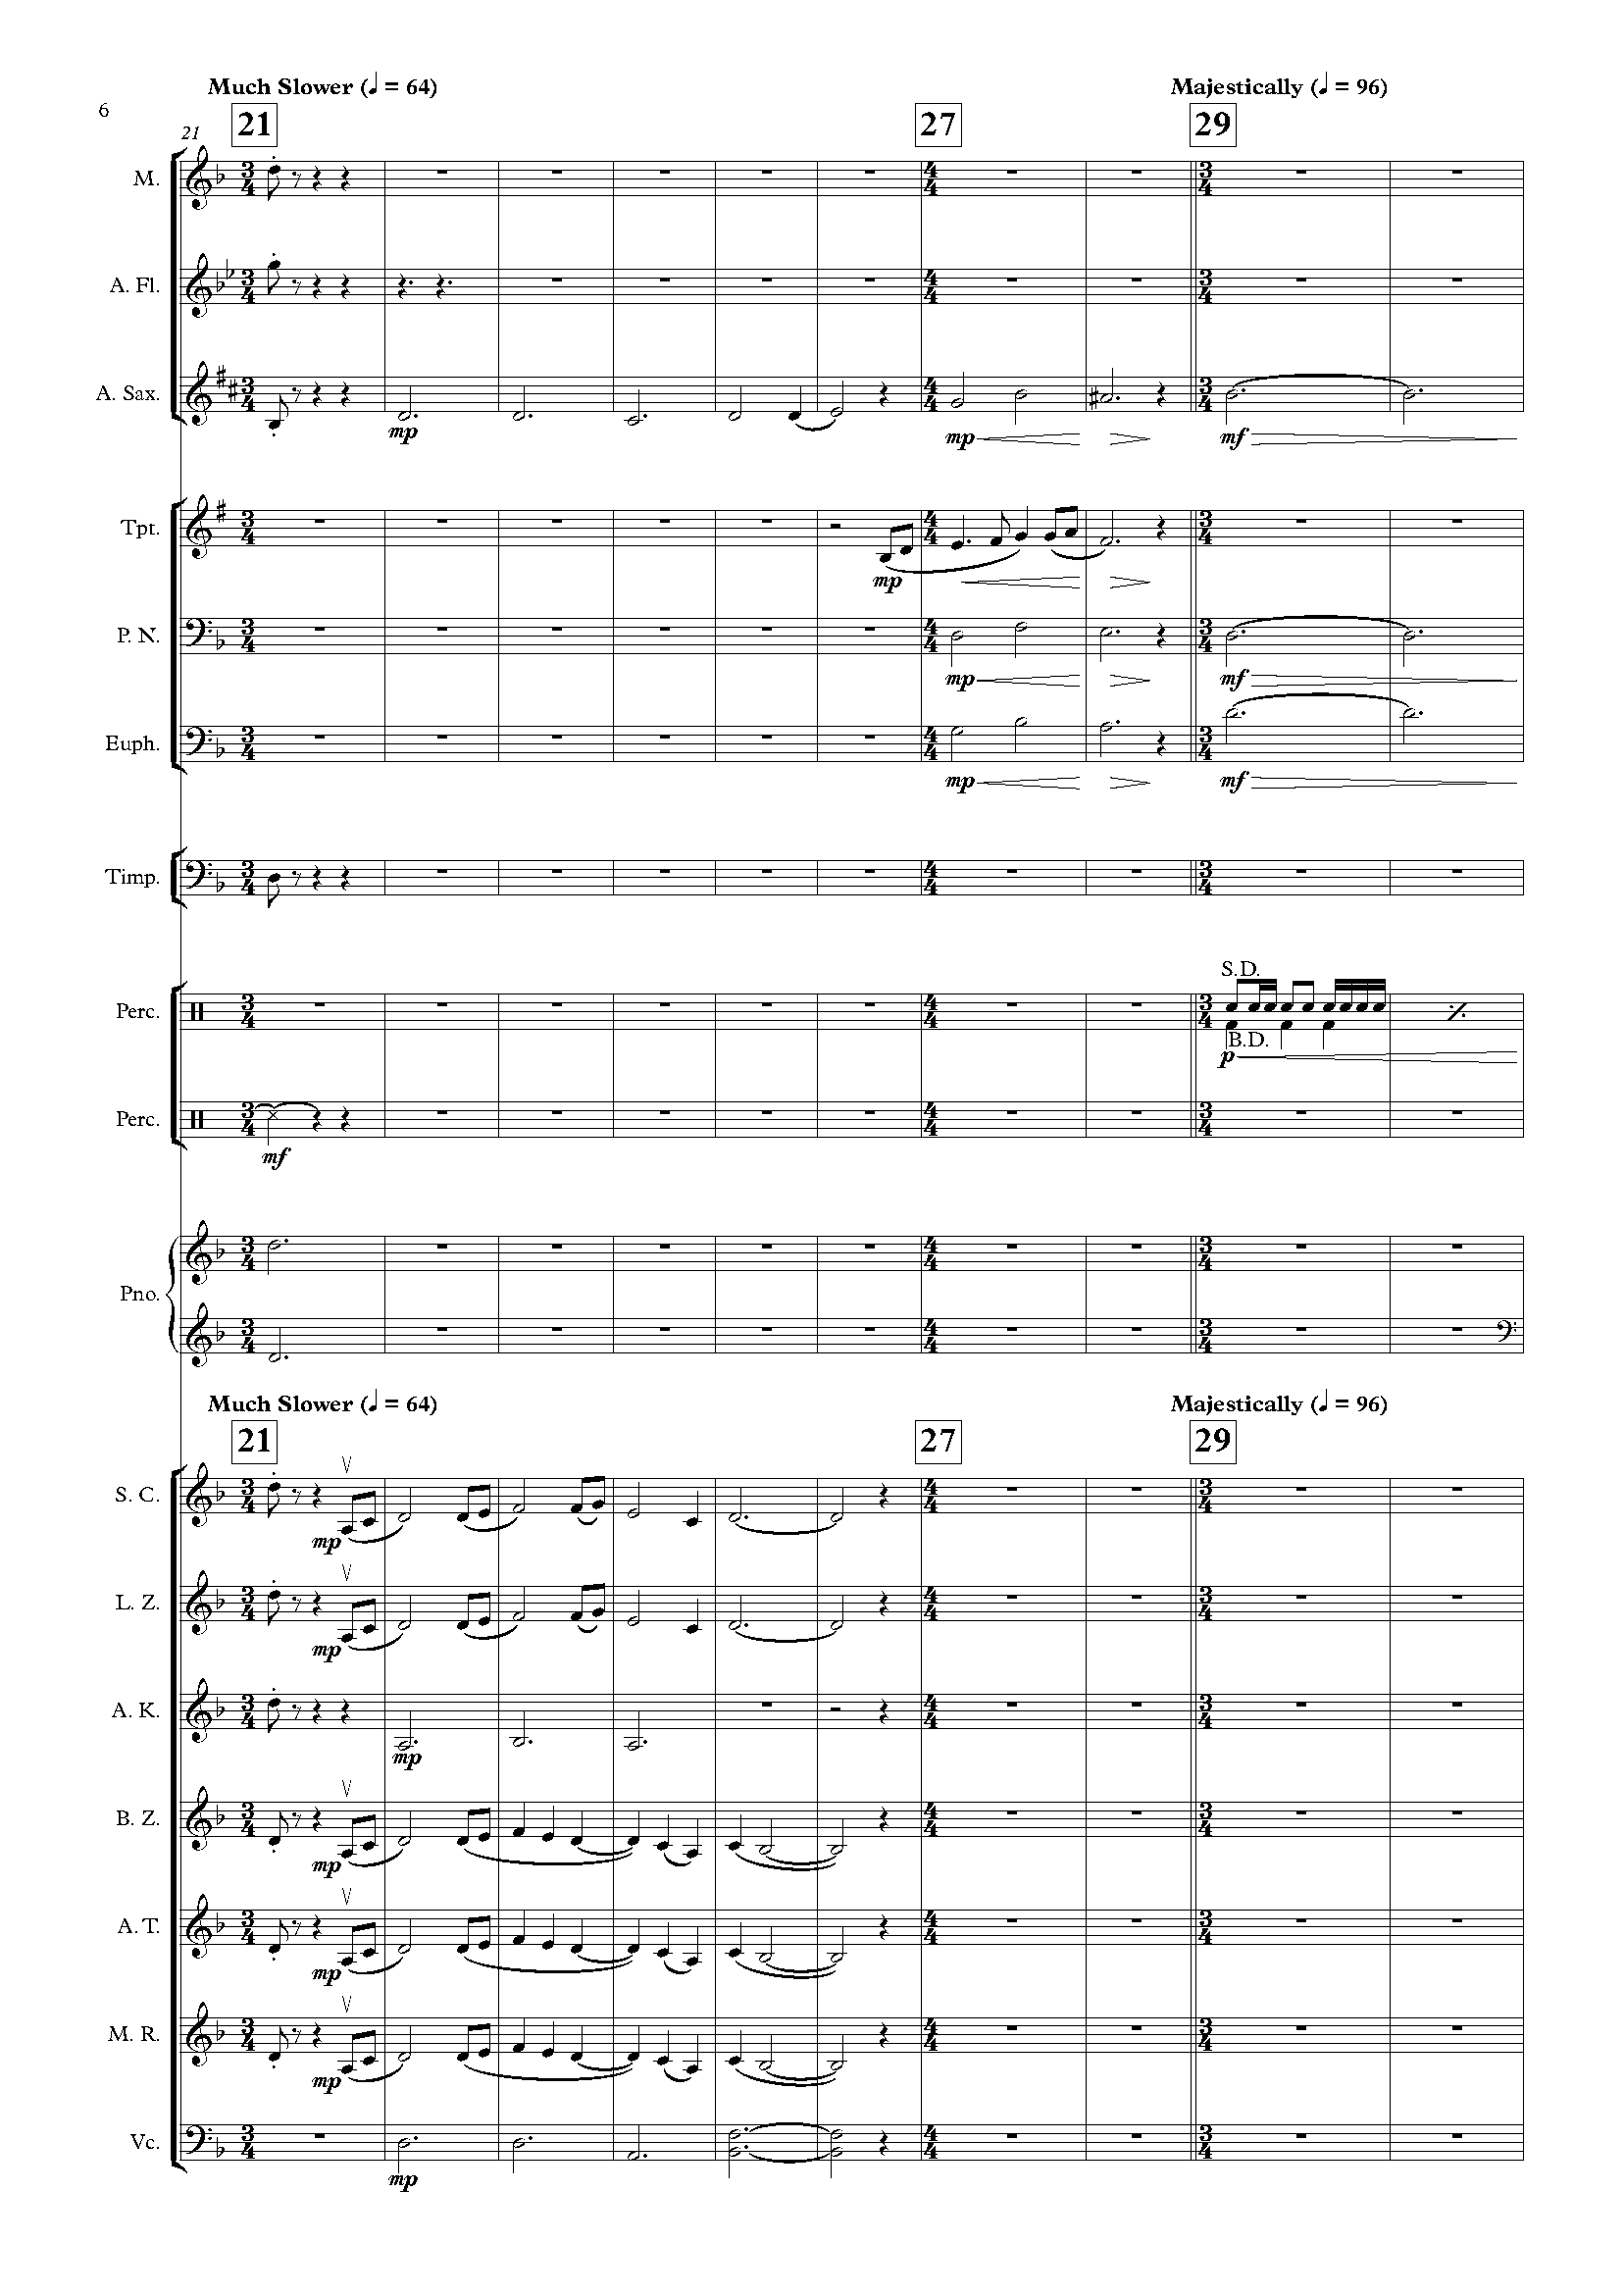 Much Slower (♩ = 64) Majestically (♩ = 96)
6
21 27 29
21
M.
A. Fl.
A. Sax.
mp mp mf
Tpt.
mp
P. N.
mp mf
Euph.
mp mf
Timp.
S.D.
Perc.
B.D.
p
Perc.
mf
Pno.
Much Slower (♩ = 64) Majestically (♩ = 96)
21 27 29
S. C.
mp
L. Z.
mp
A. K.
mp
B. Z.
mp
A. T.
mp
M. R.
mp
Vc.
mp